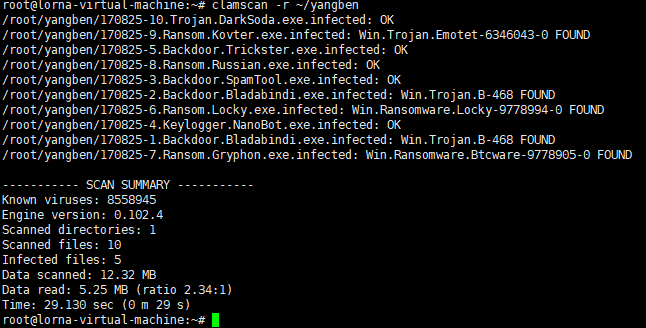 root@lorna-virtual-machine:~# clamscan -r ~/yangben
/root/yangben/170825-10.Trojan.DarkSoda.exe.infected: OK
/root/yangben/170825-9.Ransom.Kovter.exe.infected: Win.Trojan.Emotet-6346043-0 FOUND
/root/yangben/170825-5.Backdoor.Trickster.exe.infected: OK
/root/yangben/170825-8.Ransom.Russian.exe.infected: OK
/root/yangben/170825-3.Backdoor.SpamTool.exe.infected: OK
/root/yangben/170825-2.Backdoor.Bladabindi.exe.infected: Win.Trojan.B-468 FOUND
/root/yangben/170825-6.Ransom.Locky.exe.infected: Win.Ransomware.Locky-9778994-0 FOUND
/root/yangben/170825-4.Keylogger.NanoBot.exe.infected: OK
/root/yangben/170825-1.Backdoor.Bladabindi.exe.infected: Win.Trojan.B-468 FOUND
/root/yangben/170825-7.Ransom.Gryphon.exe.infected: Win.Ransomware.Btcware-9778905-0 FOUND
----------- SCAN SUMMARY -----------
Known viruses: 8558945
Engine version: 0.102.4
Scanned directories: 1
Scanned files: 10
Infected files: 5
Data scanned: 12.32 MB
Data read: 5.25 MB (ratio 2.34:1)
Time: 29.130 sec (0 m 29 s)
root@lorna-virtual-machine:~#